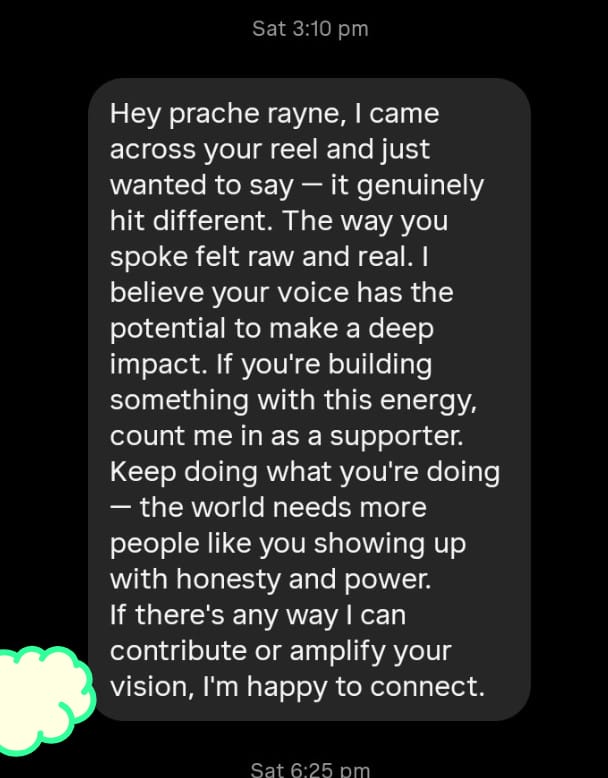 Sat 3:10 pm
Hey prache rayne, I came
across your reel and just
wanted to say — it genuinely
hit different. The way you
spoke felt raw and real. I
believe your voice has the
potential to make a deep
impact. If you're building
something with this energy,
count me in as a supporter.
Keep doing what you're doing
— the world needs more
people like you showing up
with honesty and power.
If there's any way I can
contribute or amplify your
vision, I'm happy to connect.
Sat 6:25 pm